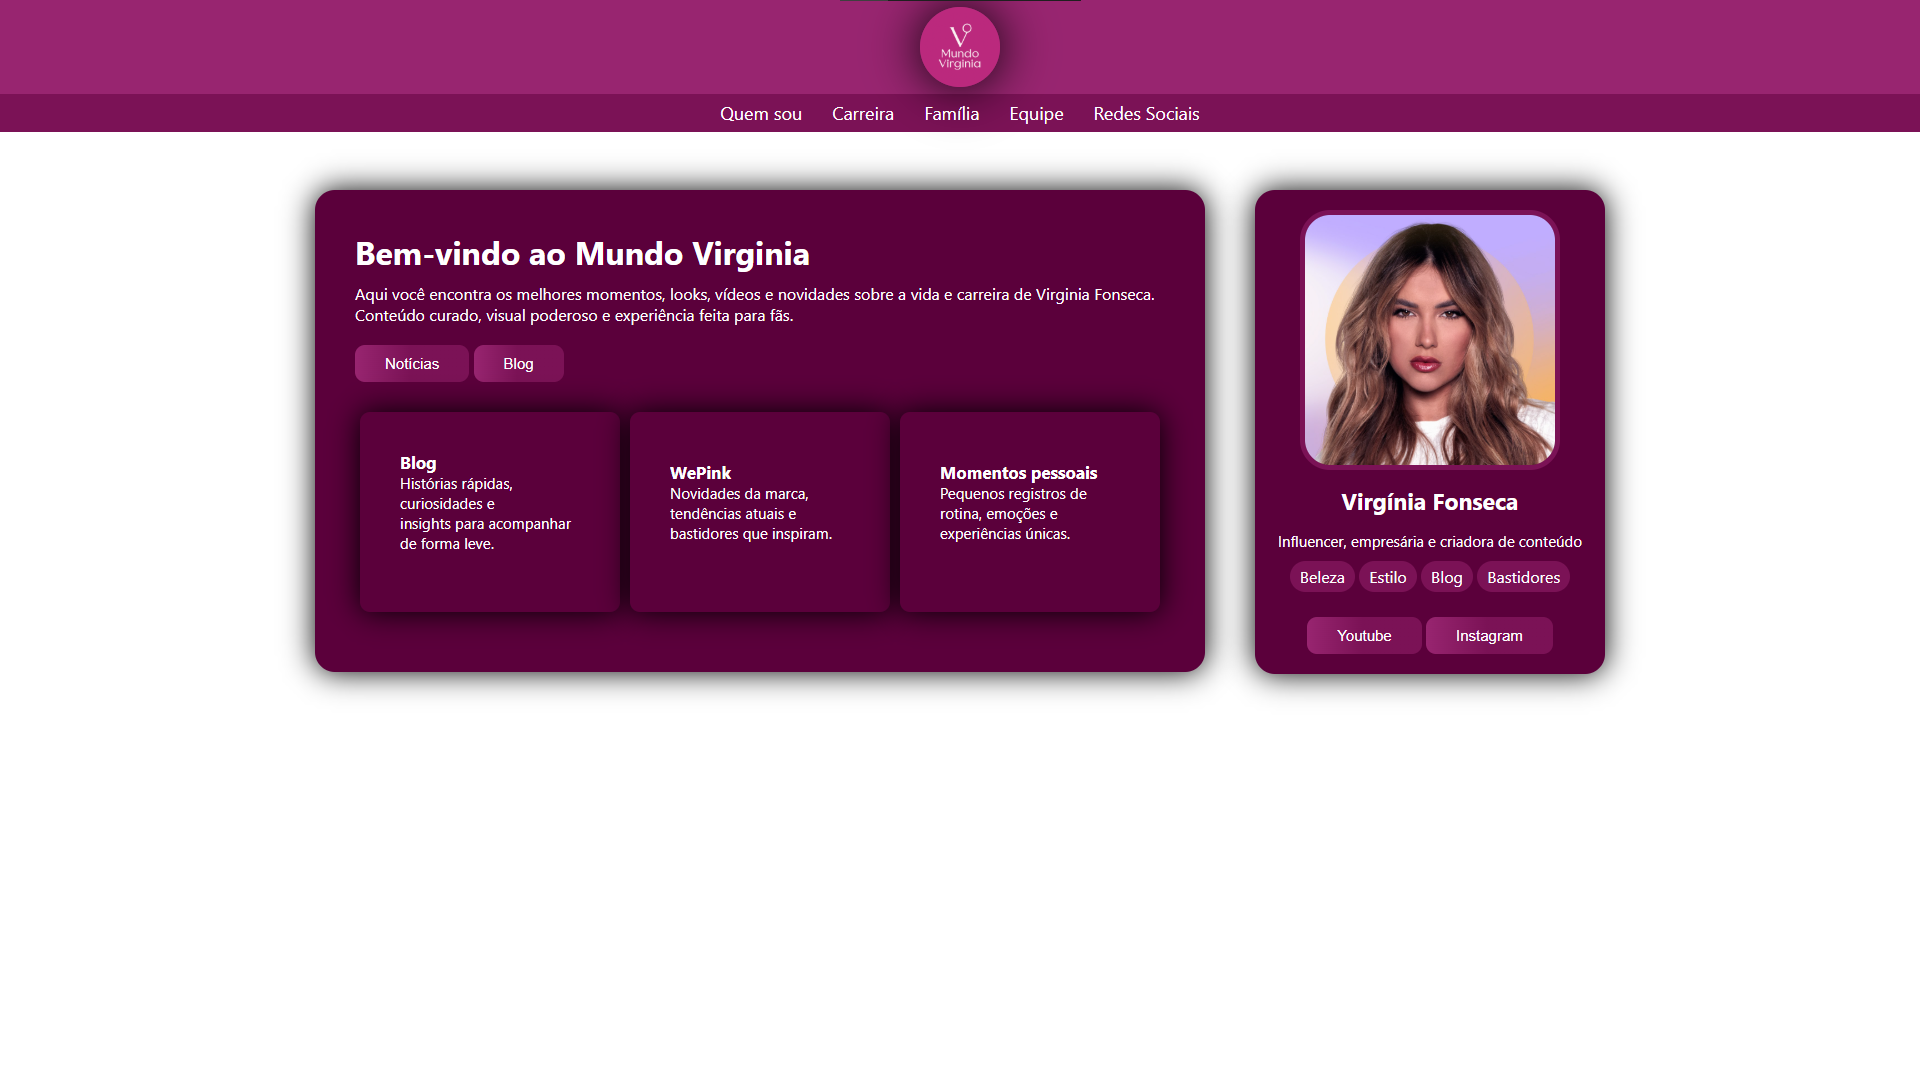 Mundo
Virginia
Quem sou
Carreira
Família
Equipe
Redes Sociais
Bem-vindo ao Mundo Virginia
Aqui você encontra os melhores momentos, looks, vídeos e novidades sobre a vida e carreira de Virginia Fonseca.
Conteúdo curado, visual poderoso e experiência feita para fãs.
Notícias
Blog
Blog
Histórias rápidas,
curiosidades e
insights para acompanhar
de forma leve.
WePink
Novidades da marca,
tendências atuais e
bastidores que inspiram.
Momentos pessoais
Pequenos registros de
rotina, emoções e
experiências únicas.
Virgínia Fonseca
Influencer, empresária e criadora de conteúdo
Beleza
Estilo
Blog
Bastidores
Youtube
Instagram